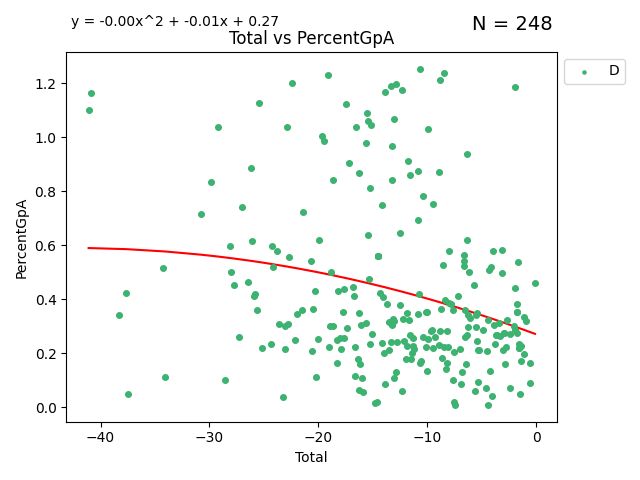 y = -0.00x^2 + -0.01x + 0.27
N = 248
Total vs PercentGpA
D
PercentGpA
1.2
1.0
0.8
0.6
0.4
0.2
0.0
−40
−30
−20
−10
0
Total